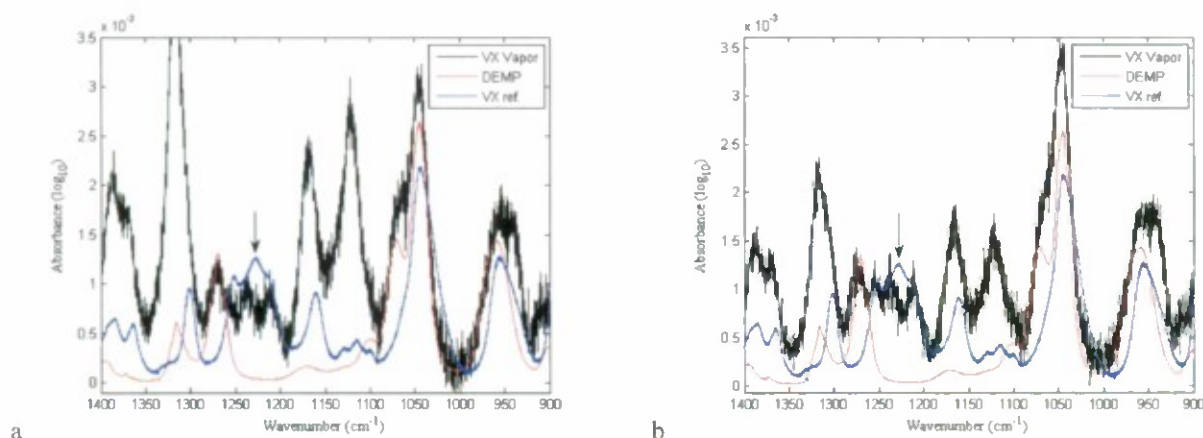 × 10⁻³
3.5
3
2.5
2
1.5
1
0.5
0
Absorbance (log₁₀)
VX Vapor
DEMP
VX ref
1400 1350 1300 1250 1200 1150 1100 1050 1000 950 900
Wavenumber (cm⁻¹)
a
× 10⁻³
3.5
3
2.5
2
1.5
1
0.5
0
Absorbance (log₁₀)
VX Vapor
DEMP
VX ref
1400 1350 1300 1250 1200 1150 1100 1050 1000 950 900
Wavenumber (cm⁻¹)
b